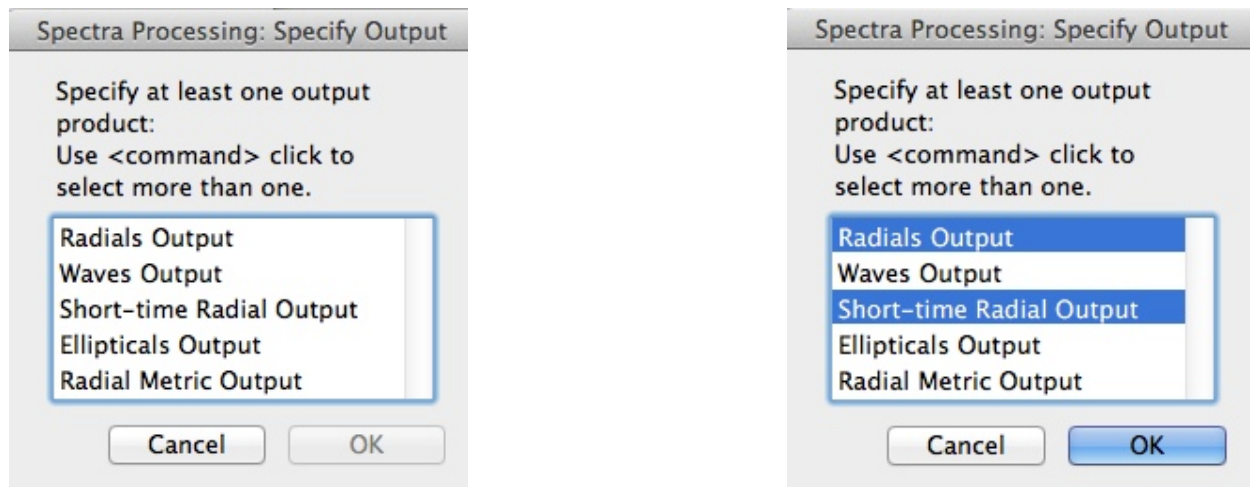 Spectra Processing: Specify Output
Specify at least one output
product:
Use <command> click to
select more than one.
Radials Output
Waves Output
Short-time Radial Output
Ellipticals Output
Radial Metric Output
Cancel OK
Spectra Processing: Specify Output
Specify at least one output
product:
Use <command> click to
select more than one.
Radials Output
Waves Output
Short-time Radial Output
Ellipticals Output
Radial Metric Output
Cancel OK